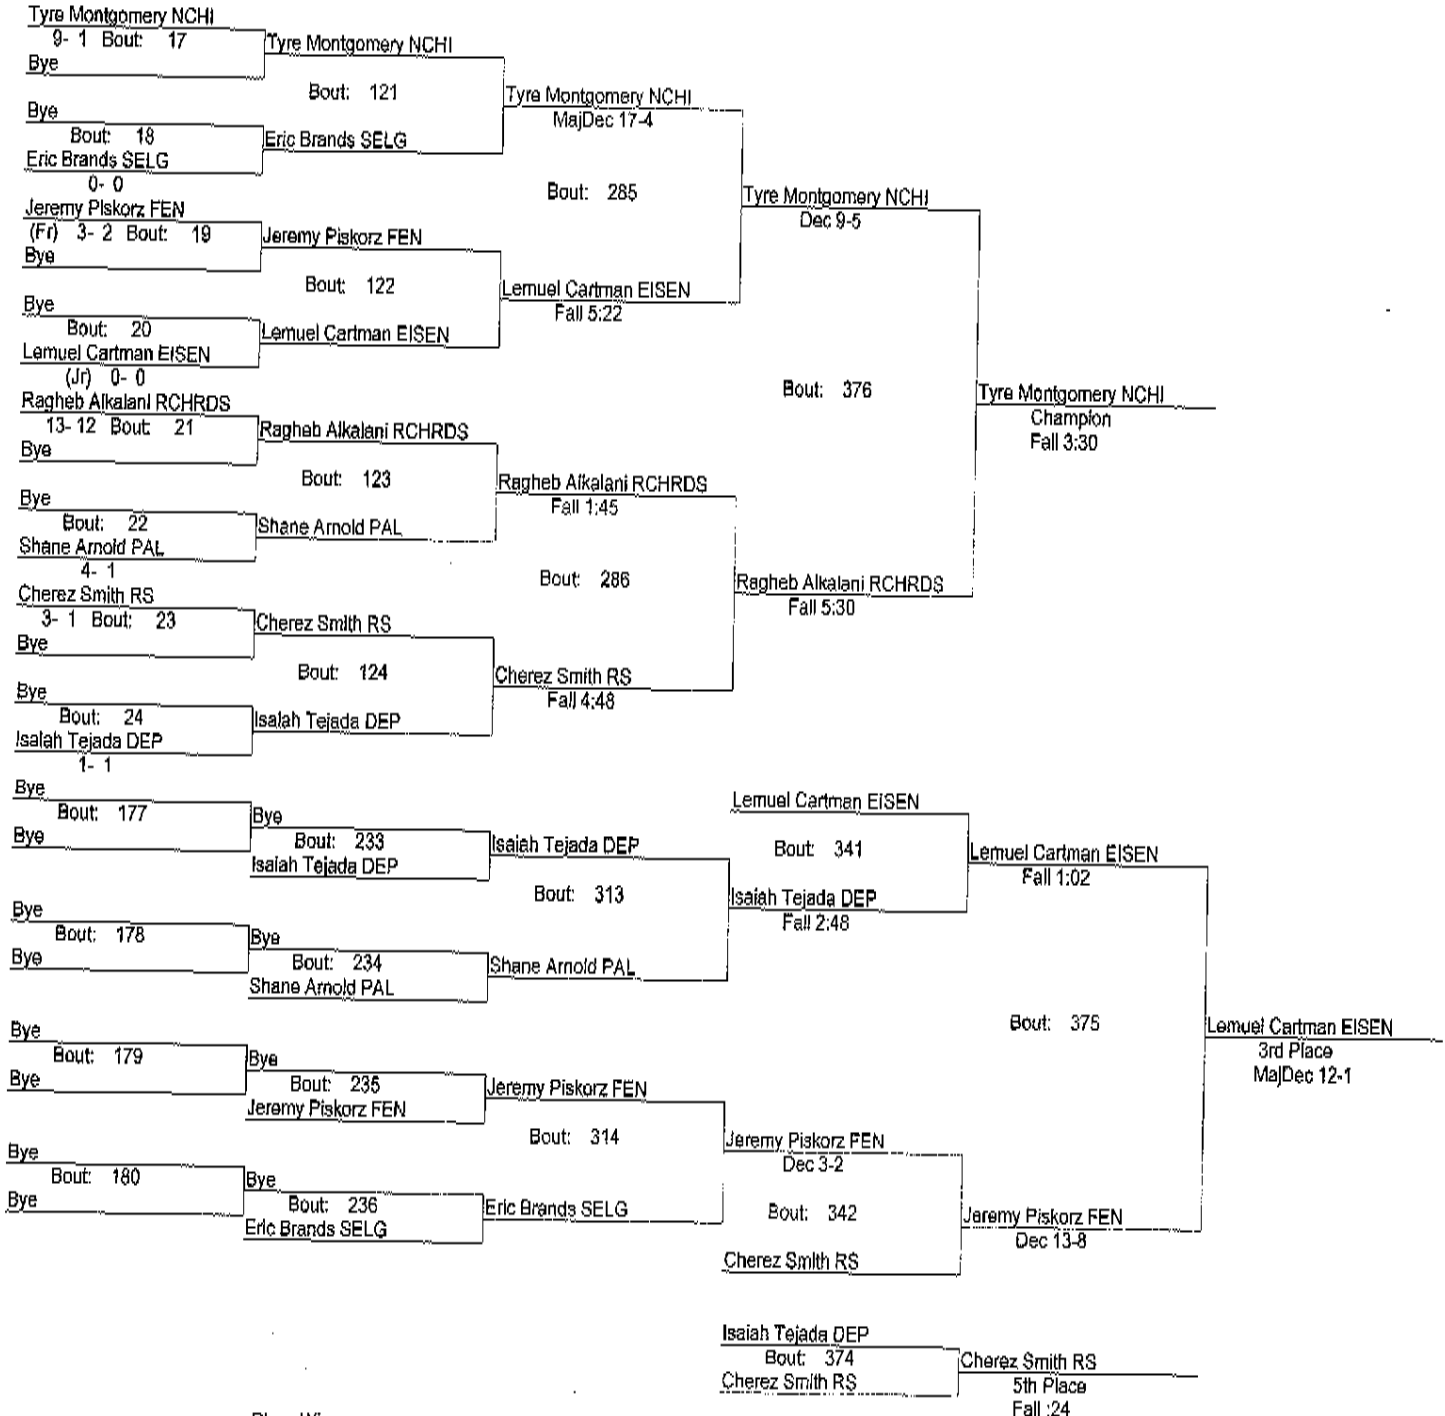 Tyre Montgomery NCHI
9- 1 Bout: 17
Bye
Tyre Montgomery NCHI
Bout: 121
Bye
Bout: 18
Eric Brands SELG
0- 0
Eric Brands SELG
Tyre Montgomery NCHI
MajDec 17-4
Bout: 285
Jeremy Piskorz FEN
(Fr) 3- 2 Bout: 19
Bye
Jeremy Piskorz FEN
Bout: 122
Bye
Bout: 20
Lemuel Cartman EISEN
(Jr) 0- 0
Lemuel Cartman EISEN
Lemuel Cartman EISEN
Fall 5:22
Tyre Montgomery NCHI
Dec 9-5
Bout: 376
Tyre Montgomery NCHI
Champion
Fall 3:30
Ragheb Alkalani RCHRDS
13- 12 Bout: 21
Bye
Ragheb Alkalani RCHRDS
Bout: 123
Bye
Bout: 22
Shane Arnold PAL
4- 1
Shane Arnold PAL
Ragheb Alkalani RCHRDS
Fall 1:45
Bout: 286
Cherez Smith RS
3- 1 Bout: 23
Bye
Cherez Smith RS
Bout: 124
Bye
Bout: 24
Isaiah Tejada DEP
1- 1
Isaiah Tejada DEP
Cherez Smith RS
Fall 4:48
Ragheb Alkalani RCHRDS
Fall 5:30
Bye
Bout: 177
Bye
Bye
Bout: 233
Isaiah Tejada DEP
Isaiah Tejada DEP
Bout: 313
Bye
Bout: 178
Bye
Bye
Bout: 234
Shane Arnold PAL
Shane Arnold PAL
Lemuel Cartman EISEN
Bout: 341
Isaiah Tejada DEP
Fall 2:48
Lemuel Cartman EISEN
Fall 1:02
Bout: 375
Lemuel Cartman EISEN
3rd Place
MajDec 12-1
Bye
Bout: 179
Bye
Bye
Bout: 235
Jeremy Piskorz FEN
Jeremy Piskorz FEN
Bout: 314
Bye
Bout: 180
Bye
Bye
Bout: 236
Eric Brands SELG
Eric Brands SELG
Jeremy Piskorz FEN
Dec 3-2
Bout: 342
Cherez Smith RS
Jeremy Piskorz FEN
Dec 13-8
Isaiah Tejada DEP
Bout: 374
Cherez Smith RS
Cherez Smith RS
5th Place
Fall :24